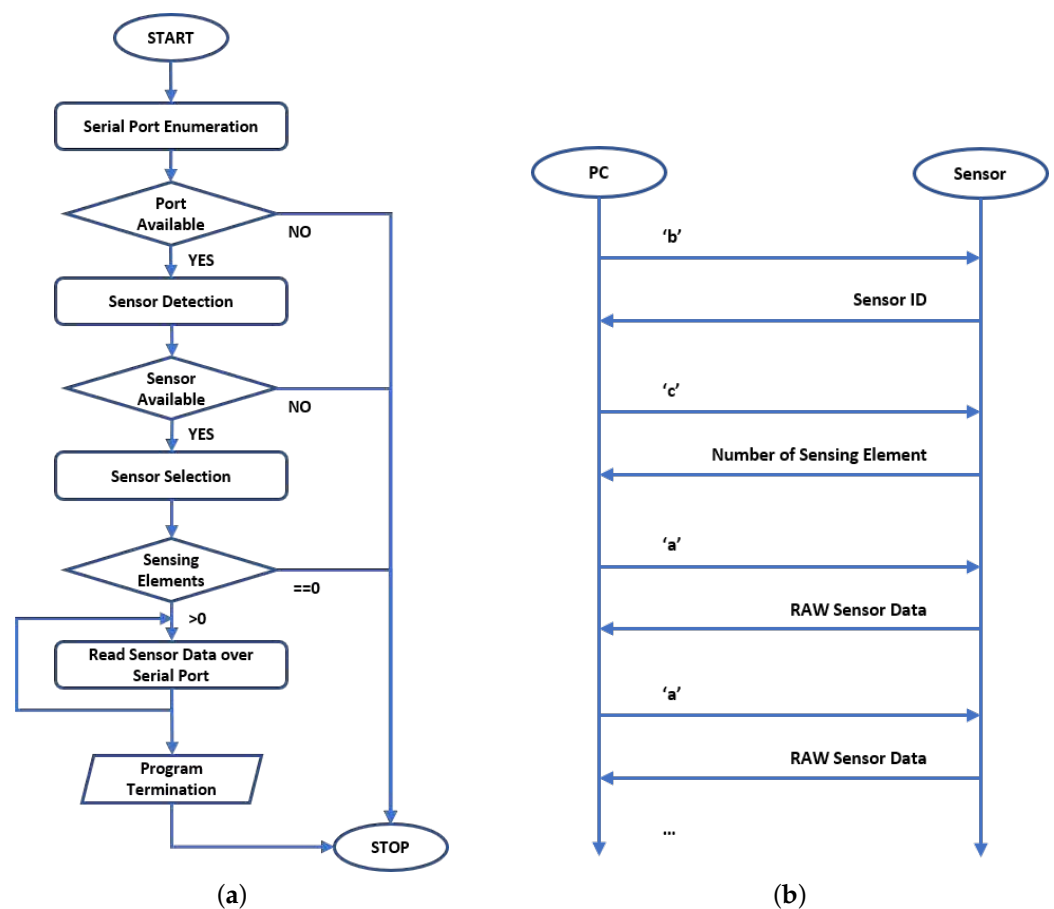 START
Serial Port Enumeration
Port
Available
NO
YES
Sensor Detection
Sensor
Available
NO
YES
Sensor Selection
Sensing
Elements
==0
>0
Read Sensor Data over
Serial Port
Program
Termination
STOP
(a)
PC
Sensor
‘b’
Sensor ID
‘c’
Number of Sensing Element
‘a’
RAW Sensor Data
‘a’
RAW Sensor Data
...
(b)